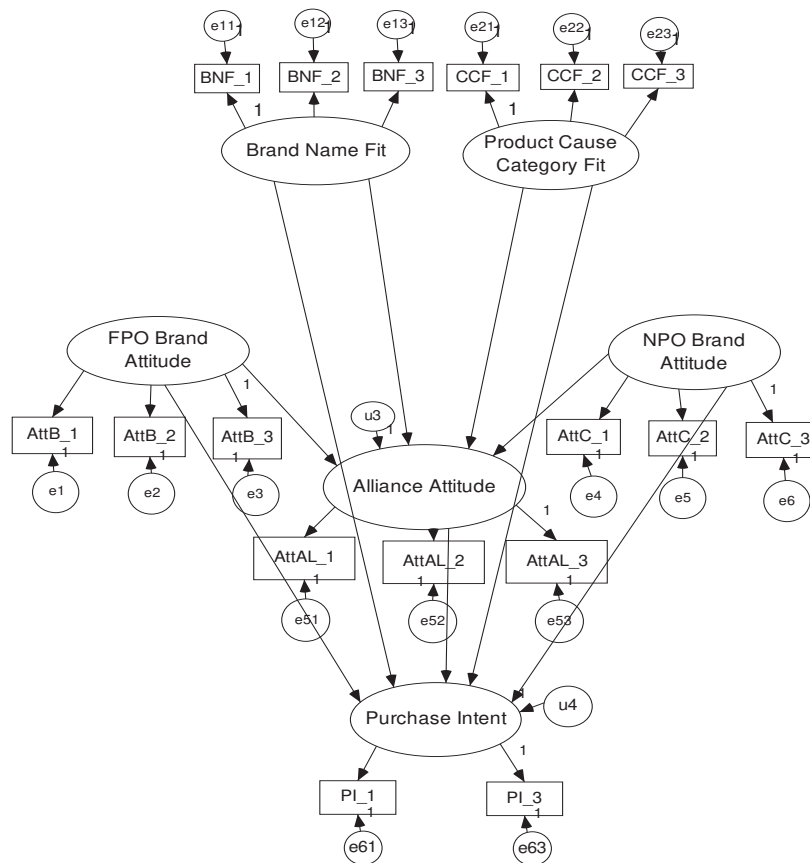 e11 1 e12 1 e13 1 e21 1 e22 1 e23 1
BNF_1 BNF_2 BNF_3 CCF_1 CCF_2 CCF_3
1 1
Brand Name Fit
Product Cause
Category Fit
FPO Brand
Attitude
NPO Brand
Attitude
1 1
AttB_1 AttB_2 AttB_3 u3 AttC_1 AttC_2 AttC_3
1 1 1 1 1 1 1
e1 e2 e3 e4 e5 e6
Alliance Attitude
1
AttAL_1 AttAL_2 AttAL_3
1 1 1
e51 e52 e53
Purchase Intent
1 u4
1
PI_1 PI_3
1 1
e61 e63